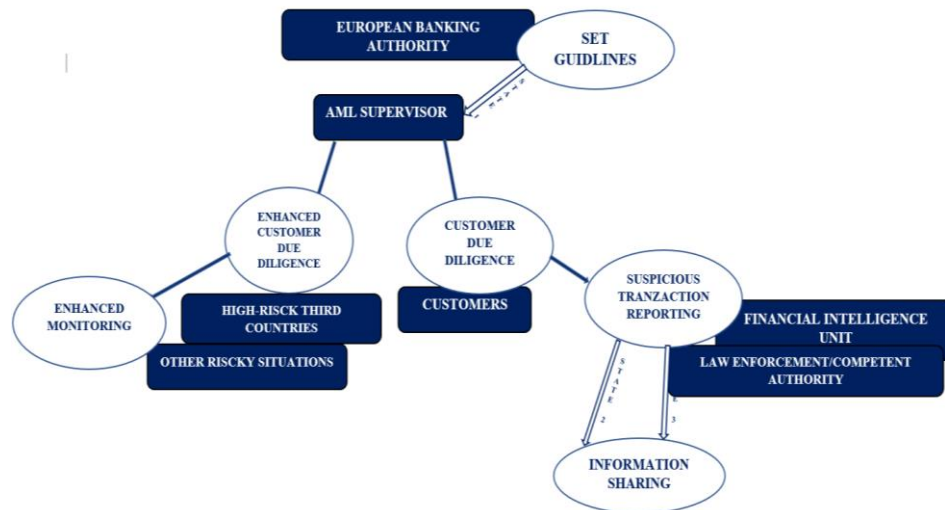 EUROPEAN BANKING
AUTHORITY
SET
GUIDLINES
STATE 1
AML SUPERVISOR
ENHANCED
CUSTOMER
DUE
DILIGENCE
CUSTOMER
DUE
DILIGENCE
ENHANCED
MONITORING
HIGH-RISCK THIRD
COUNTRIES
OTHER RISCKY SITUATIONS
CUSTOMERS
SUSPICIOUS
TRANZACTION
REPORTING
FINANCIAL INTELLIGENCE
UNIT
LAW ENFORCEMENT/COMPETENT
AUTHORITY
STATE 2
E 3
INFORMATION
SHARING